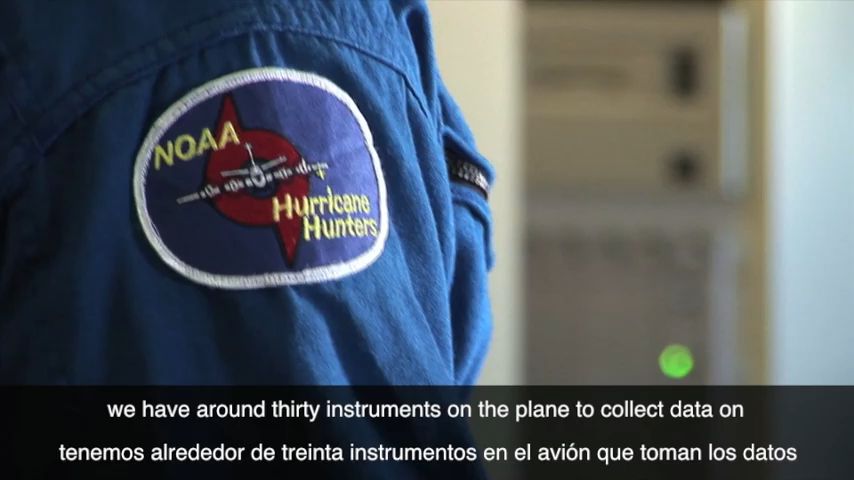 NOAA
Hurricane
Hunters
we have around thirty instruments on the plane to collect data on
tenemos alrededor de treinta instrumentos en el avión que toman los datos